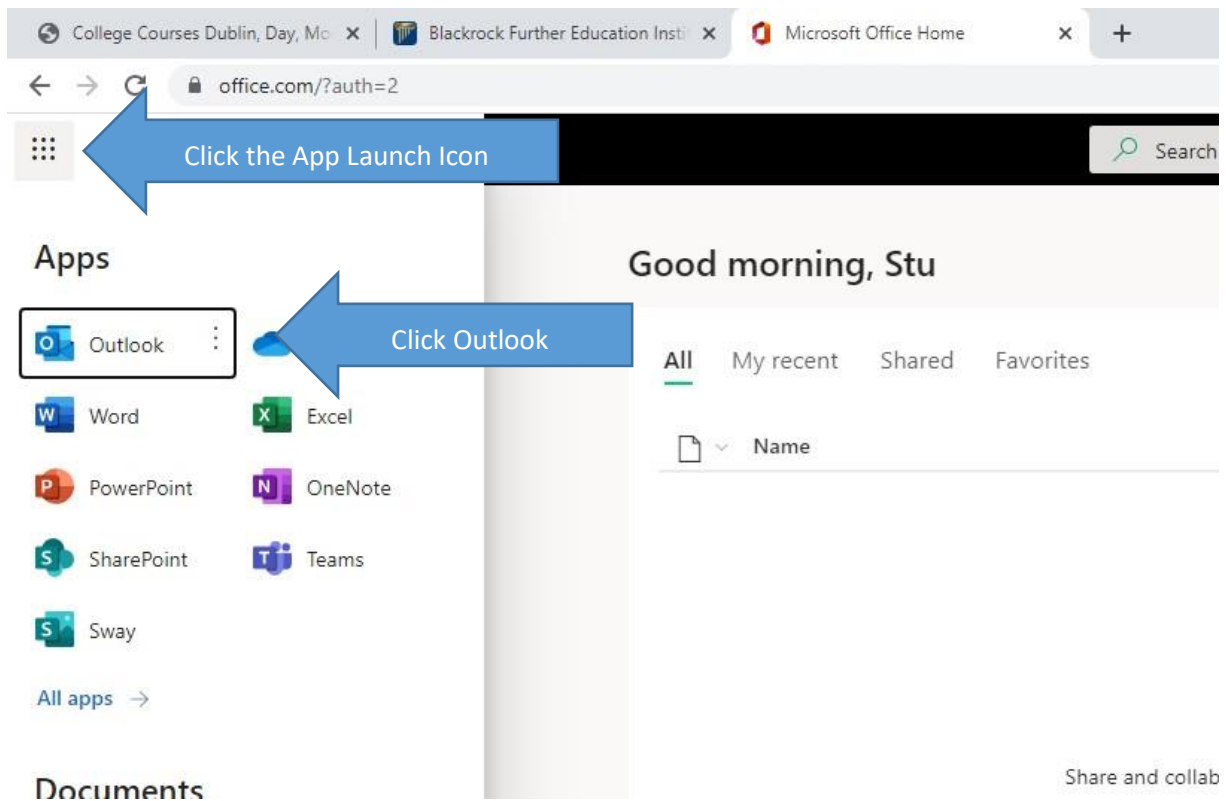 College Courses Dublin, Day, Mo
Blackrock Further Education Insti
Microsoft Office Home
office.com/?auth=2
Click the App Launch Icon
Search
Apps
Good morning, Stu
Outlook
Click Outlook
All My recent Shared Favorites
Word Excel
Name
PowerPoint OneNote
SharePoint Teams
Sway
All apps →
Documents
Share and collab